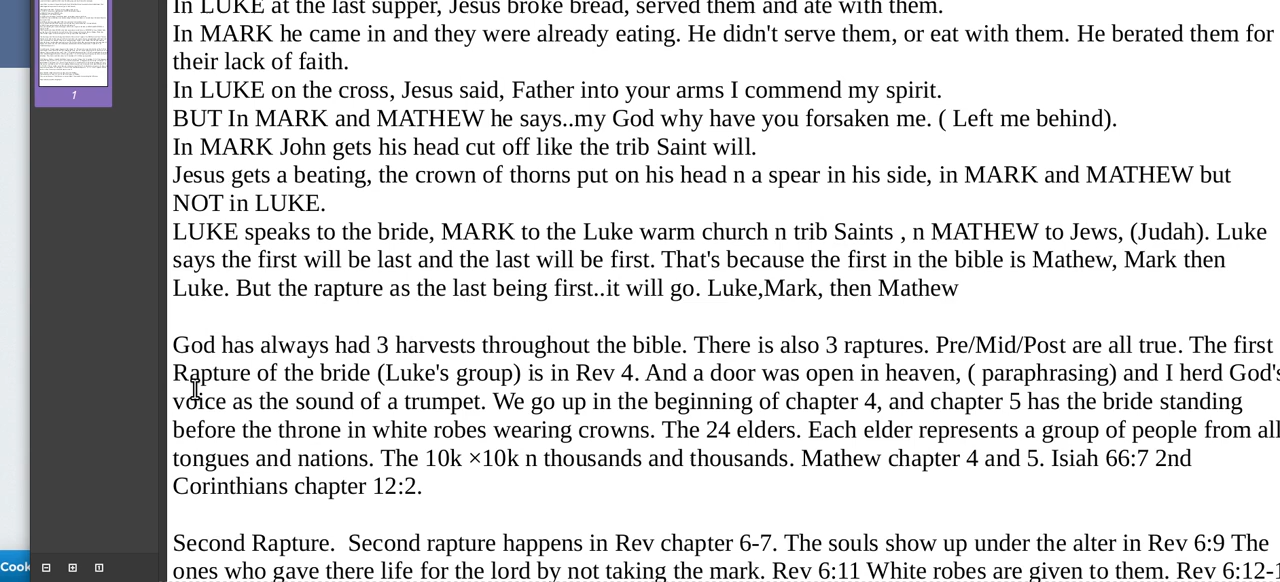 In LUKE at the last supper, Jesus broke bread, served them and ate with them.
In MARK he came in and they were already eating. He didn't serve them, or eat with them. He berated them for
their lack of faith.
In LUKE on the cross, Jesus said, Father into your arms I commend my spirit.
BUT In MARK and MATHEW he says..my God why have you forsaken me. ( Left me behind).
In MARK John gets his head cut off like the trib Saint will.
Jesus gets a beating, the crown of thorns put on his head n a spear in his side, in MARK and MATHEW but
NOT in LUKE.
LUKE speaks to the bride, MARK to the Luke warm church n trib Saints , n MATHEW to Jews, (Judah). Luke
says the first will be last and the last will be first. That's because the first in the bible is Mathew, Mark then
Luke. But the rapture as the last being first..it will go. Luke,Mark, then Mathew
God has always had 3 harvests throughout the bible. There is also 3 raptures. Pre/Mid/Post are all true. The first
Rapture of the bride (Luke's group) is in Rev 4. And a door was open in heaven, ( paraphrasing) and I herd God's
voice as the sound of a trumpet. We go up in the beginning of chapter 4, and chapter 5 has the bride standing
before the throne in white robes wearing crowns. The 24 elders. Each elder represents a group of people from all
tongues and nations. The 10k ×10k n thousands and thousands. Mathew chapter 4 and 5. Isiah 66:7 2nd
Corinthians chapter 12:2.
Second Rapture.  Second rapture happens in Rev chapter 6-7. The souls show up under the alter in Rev 6:9 The
ones who gave there life for the lord by not taking the mark. Rev 6:11 White robes are given to them. Rev 6:12-
1
Cook